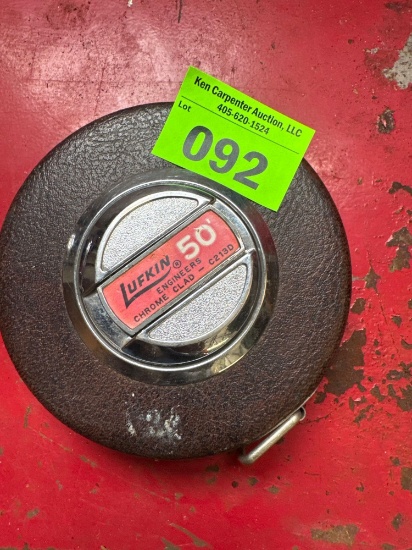 Ken Carpenter Auction, LLC
405-620-1524
Lot
092
LUFKIN® 50'
ENGINEERS
CHROME CLAD - C213D